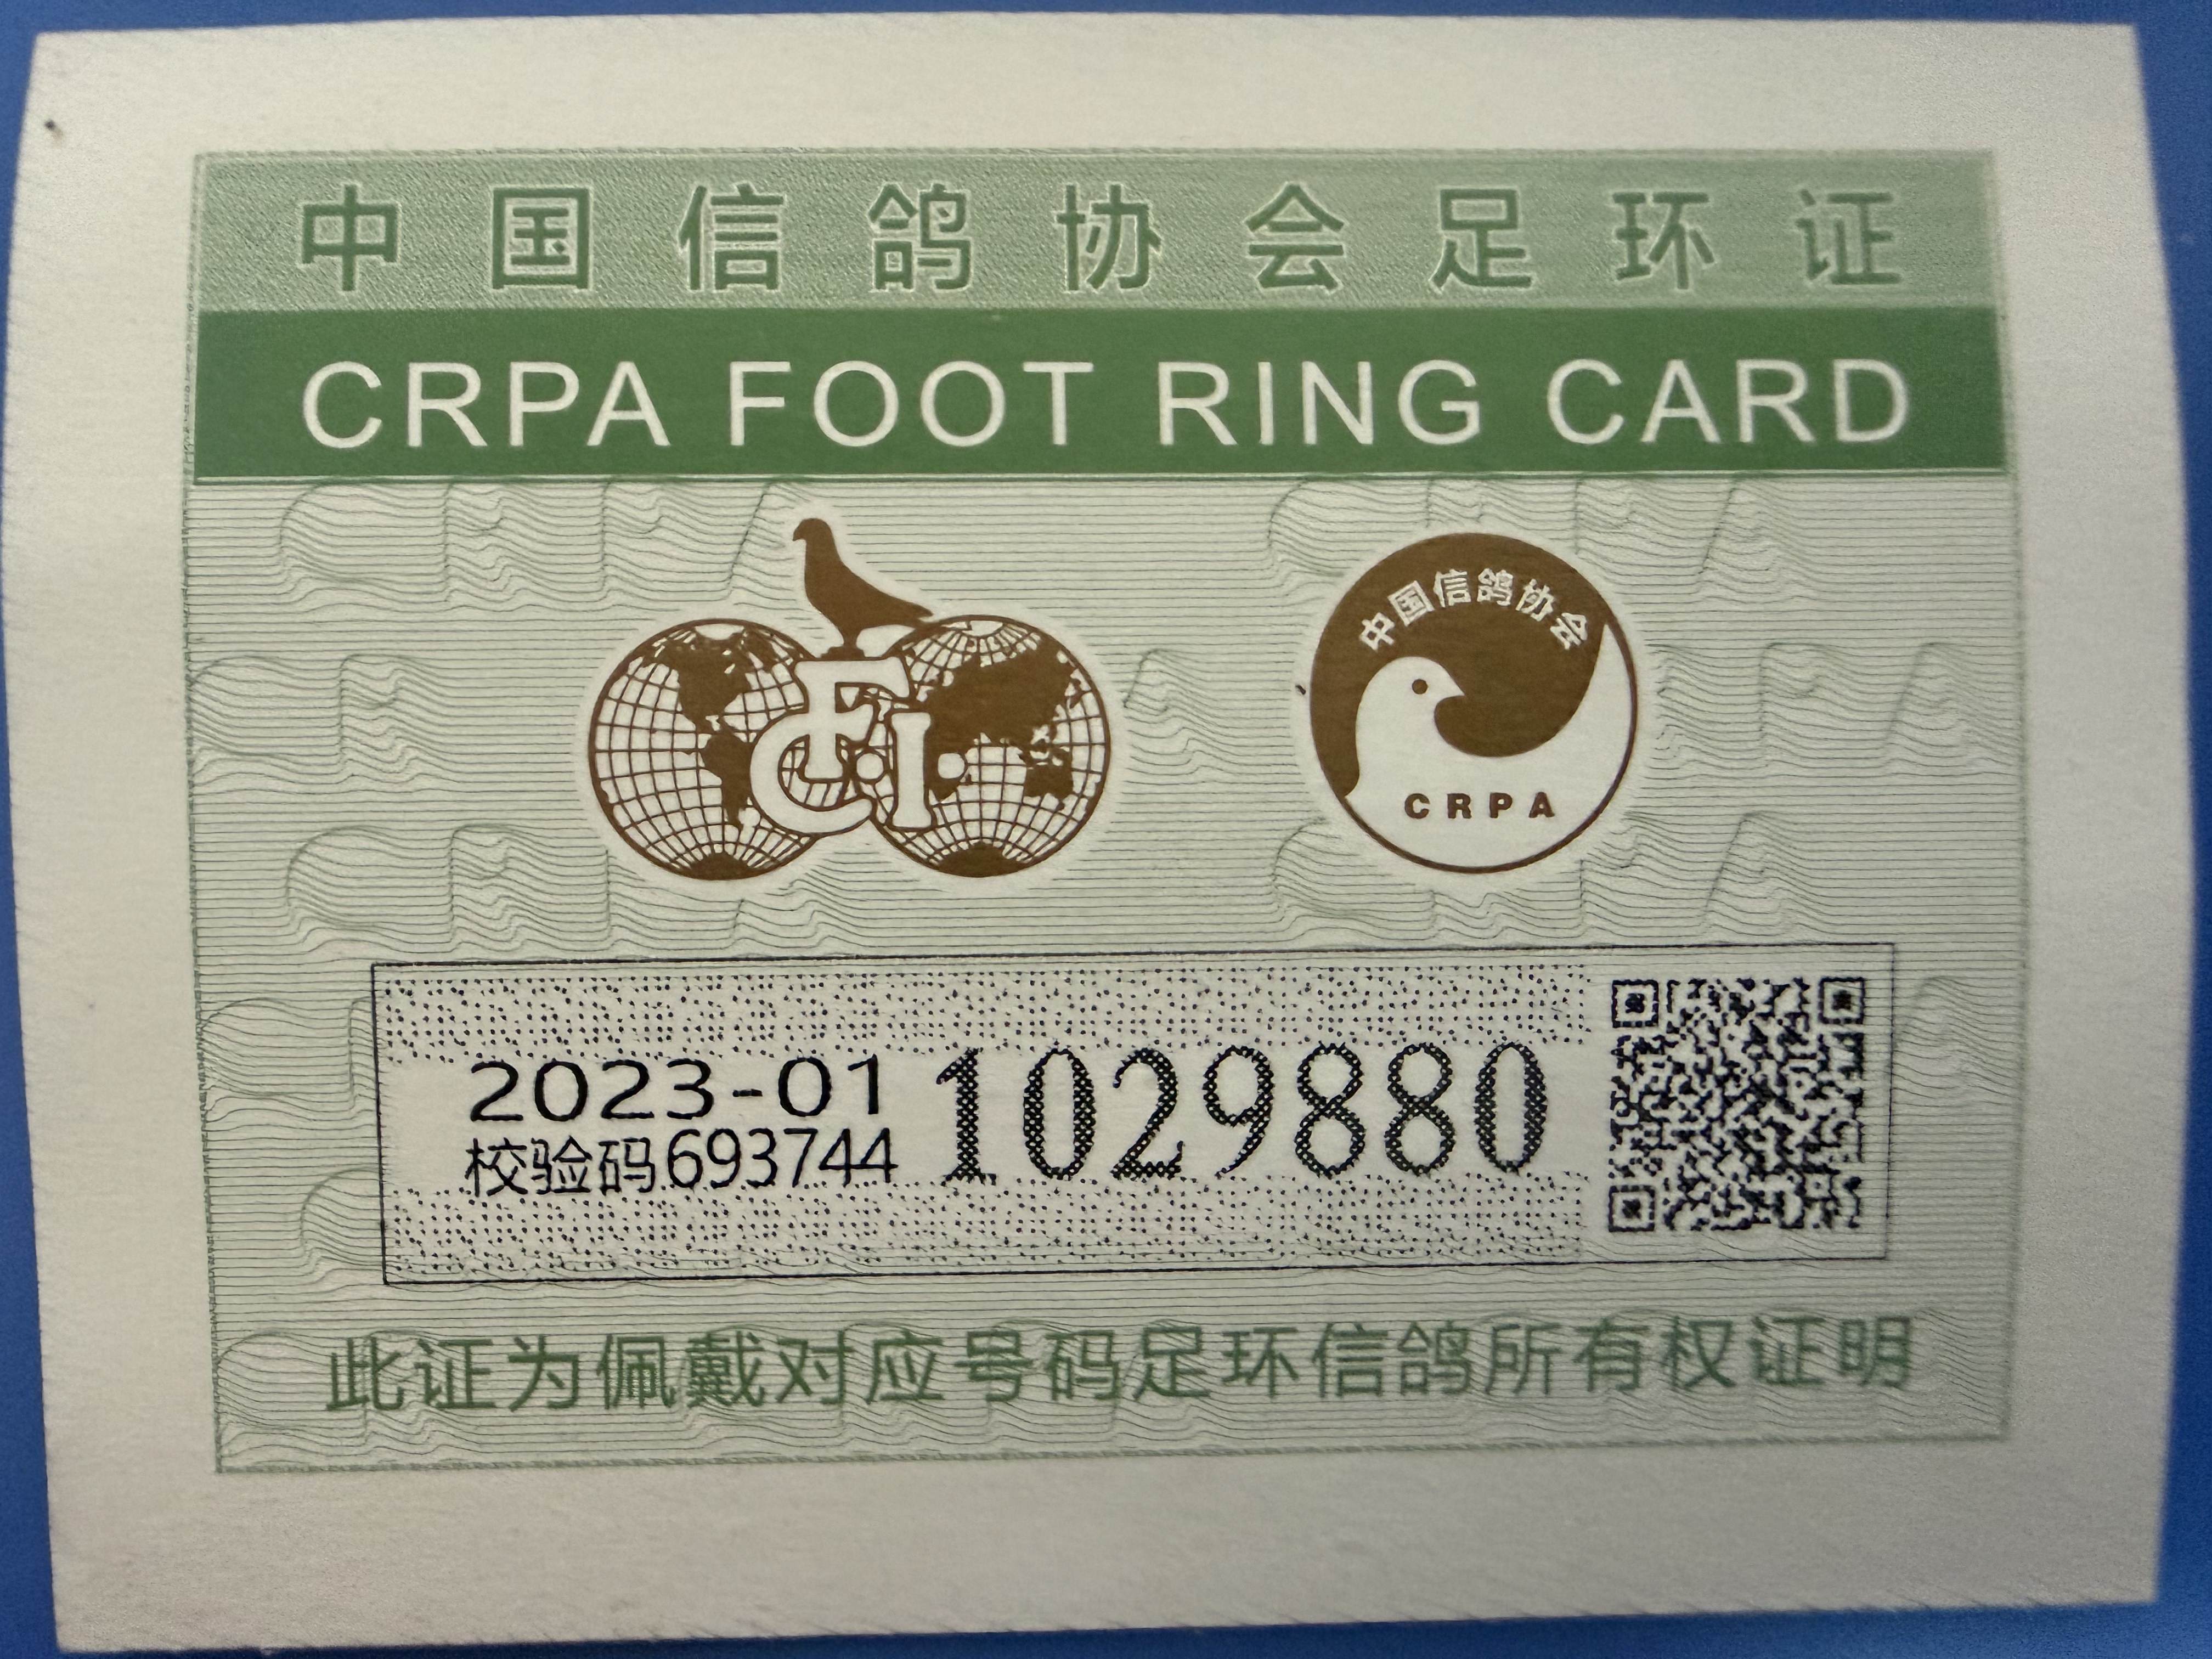 中国信鸽协会足环证
CRPA FOOT RING CARD
FCI
中国信鸽协会
CRPA
2023-01 1029880
校验码693744
此证为佩戴对应号码足环信鸽所有权证明